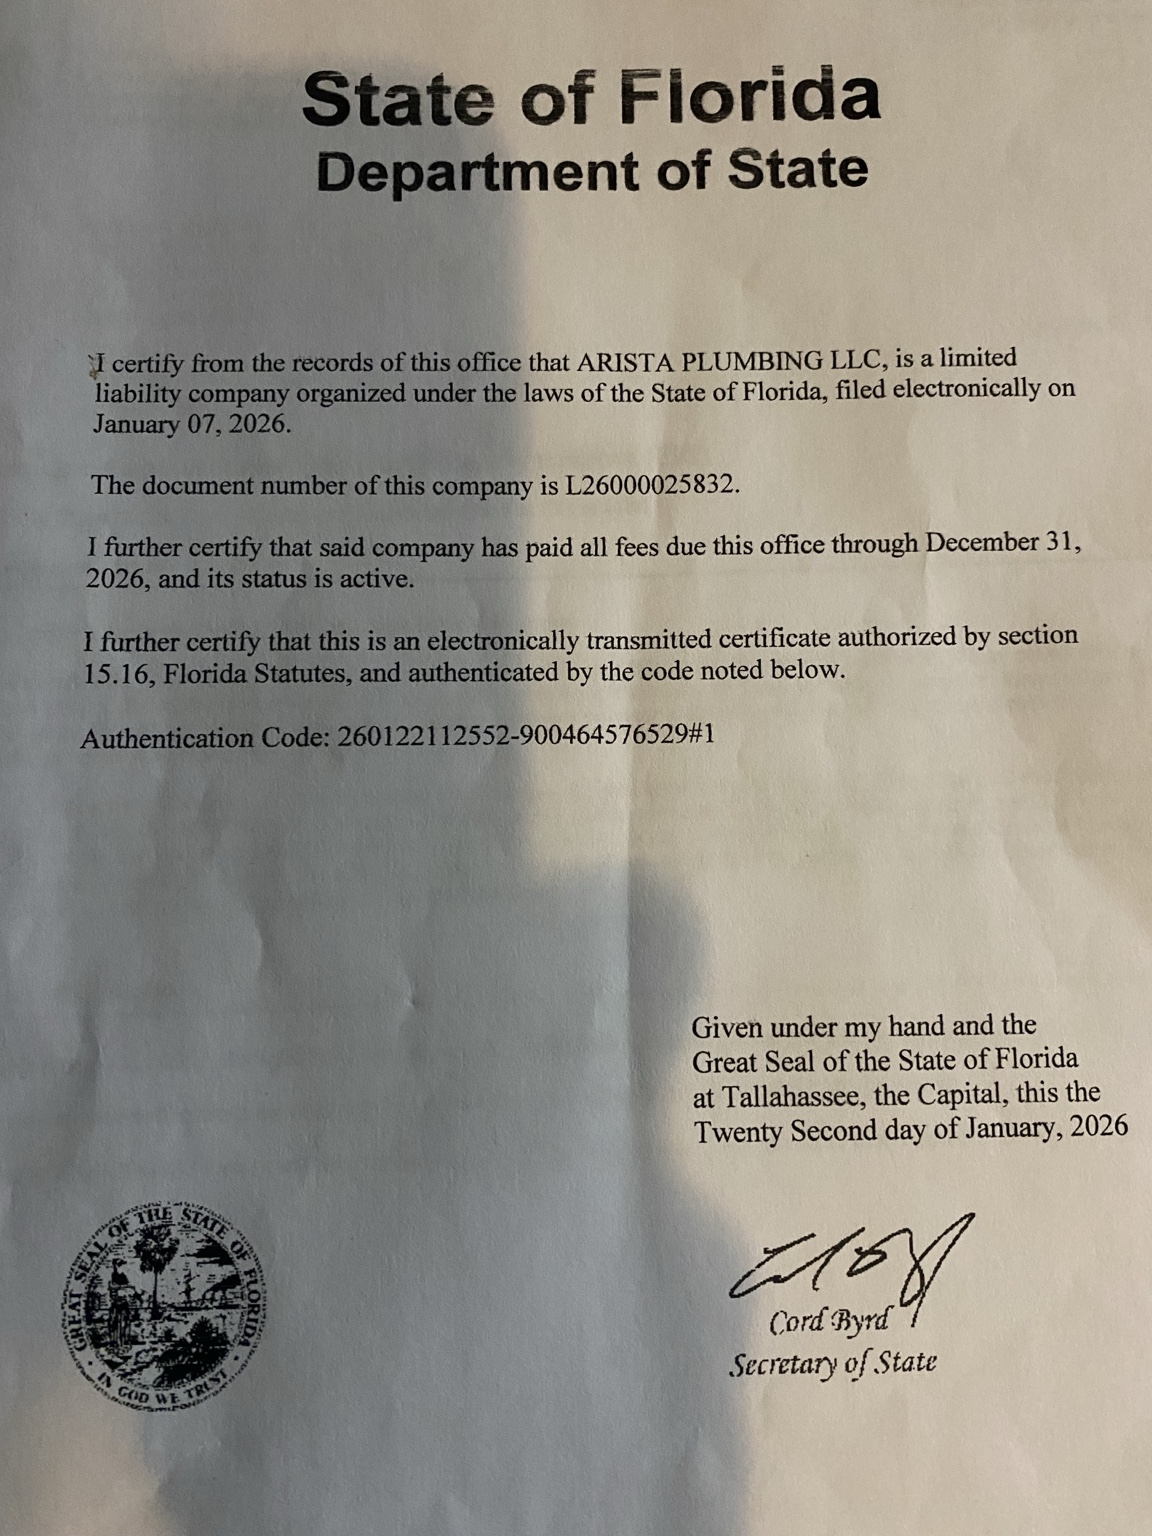 State of Florida
Department of State
I certify from the records of this office that ARISTA PLUMBING LLC, is a limited
liability company organized under the laws of the State of Florida, filed electronically on
January 07, 2026.
The document number of this company is L26000025832.
I further certify that said company has paid all fees due this office through December 31,
2026, and its status is active.
I further certify that this is an electronically transmitted certificate authorized by section
15.16, Florida Statutes, and authenticated by the code noted below.
Authentication Code: 260122112552-900464576529#1
Given under my hand and the
Great Seal of the State of Florida
at Tallahassee, the Capital, this the
Twenty Second day of January, 2026
GREAT SEAL OF THE STATE OF FLORIDA
IN GOD WE TRUST
Cord Byrd
Secretary of State